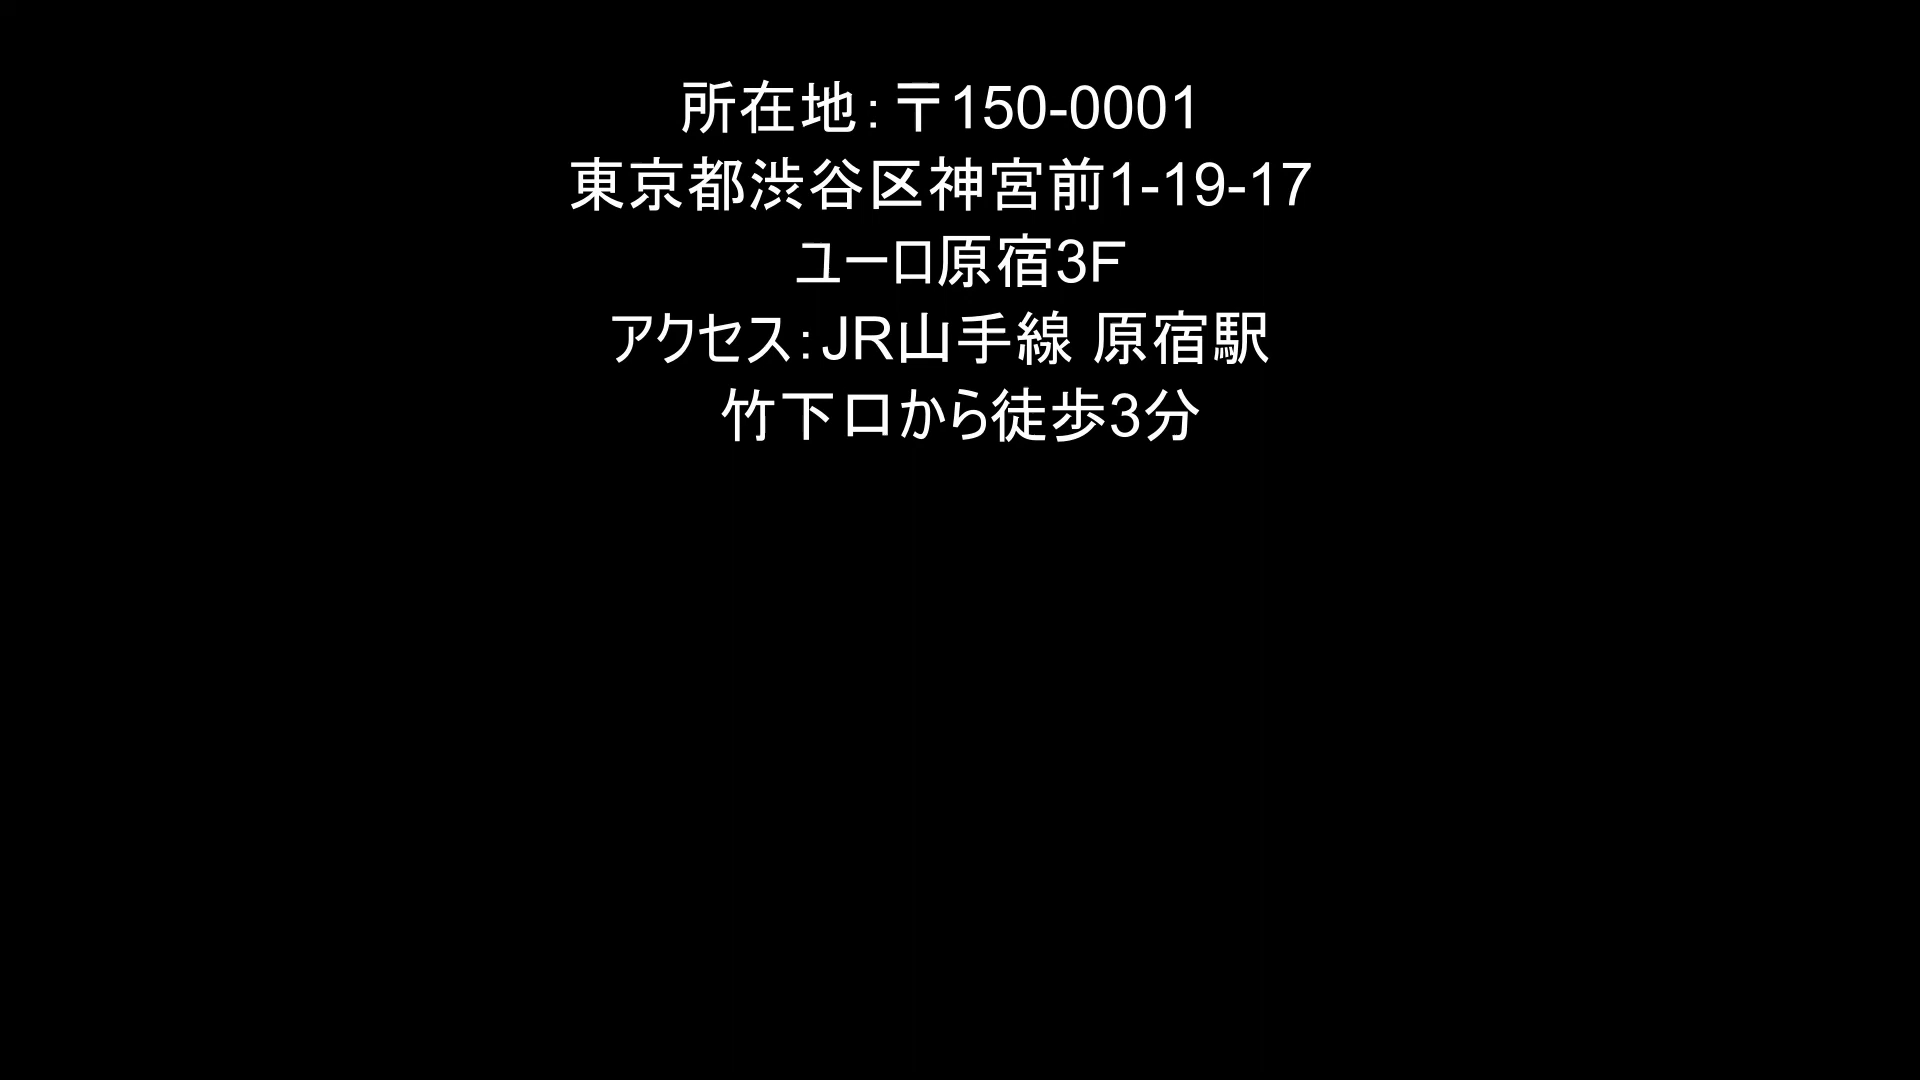 所在地：〒150-0001
東京都渋谷区神宮前1-19-17
ユーロ原宿3F
アクセス：JR山手線 原宿駅
竹下口から徒歩3分